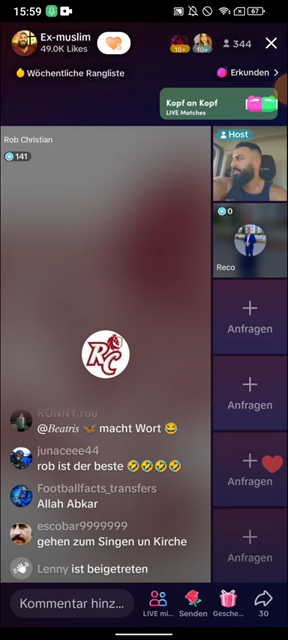 15:59
67
Ex-muslim
49.0K Likes
10+
10+
344
Wöchentliche Rangliste
Erkunden
Kopf an Kopf
LIVE Matches
Rob Christian
141
Host
0
Reco
RC
Anfragen
Anfragen
Anfragen
Anfragen
RONNY.You
@Beatris macht Wort 😂
junaceee44
rob ist der beste 🤣🤣🤣🤣
Footballfacts_transfers
Allah Abkar
escobar9999999
gehen zum Singen un Kirche
Lenny ist beigetreten
Kommentar hinz...
LIVE mi...
Senden
Gesche...
30